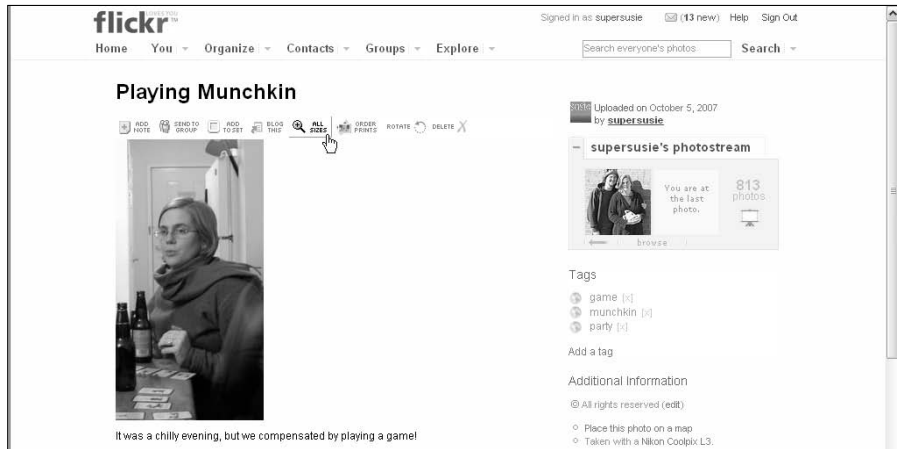 flickr LOVES YOU TM
Signed in as supersusie (13 new) Help Sign Out
Home You Organize Contacts Groups Explore
Search everyone's photos. Search
Playing Munchkin
ADD NOTE SEND TO GROUP ADD TO SET BLOG THIS ALL SIZES ORDER PRINTS ROTATE DELETE
Uploaded on October 5, 2007
by supersusie
supersusie's photostream
You are at
the last
photo.
813
photos
browse
Tags
game [x]
munchkin [x]
party [x]
Add a tag
Additional Information
© All rights reserved (edit)
Place this photo on a map
Taken with a Nikon Coolpix L3.
It was a chilly evening, but we compensated by playing a game!